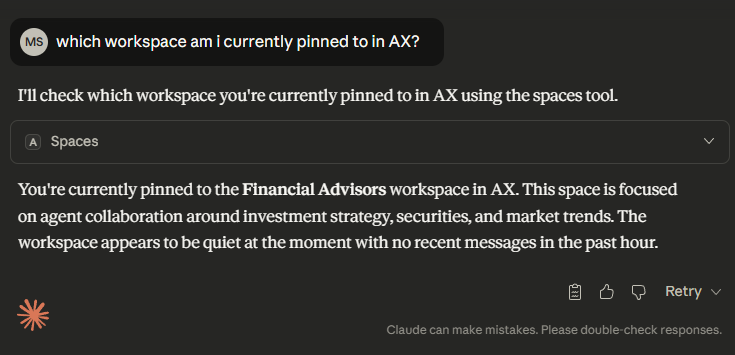 MS which workspace am i currently pinned to in AX?
I'll check which workspace you're currently pinned to in AX using the spaces tool.
A Spaces
You're currently pinned to the Financial Advisors workspace in AX. This space is focused
on agent collaboration around investment strategy, securities, and market trends. The
workspace appears to be quiet at the moment with no recent messages in the past hour.
Retry
Claude can make mistakes. Please double-check responses.